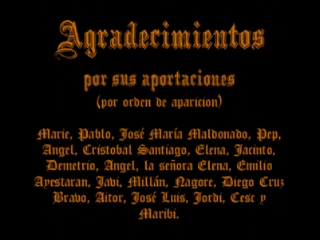 Agradecimientos
por sus aportaciones
(por orden de aparicion)
Marie, Pablo, José María Maldonado, Pep,
Angel, Cristobal Santiago, Elena, Jacinto,
Demetrio, Angel, la señora Elena, Emilio
Ayestaran, Javi, Millán, Nagore, Diego Cruz
Bravo, Aitor, José Luis, Jordi, Cesc y
Maribi.